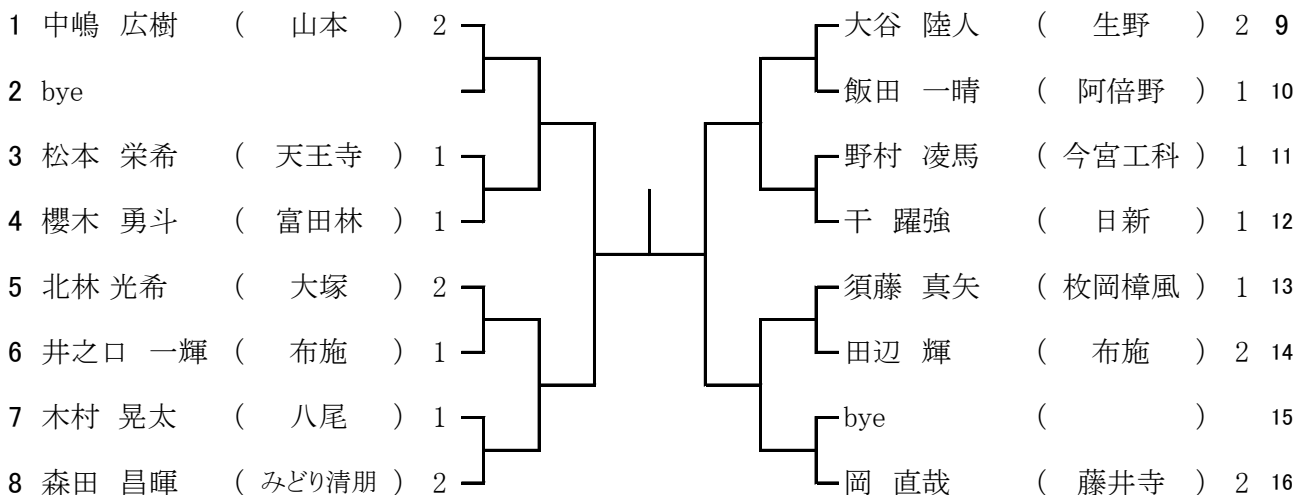 1 中嶋 広樹 ( 山本 ) 2
2 bye
3 松本 栄希 ( 天王寺 ) 1
4 櫻木 勇斗 ( 富田林 ) 1
5 北林 光希 ( 大塚 ) 2
6 井之口 一輝 ( 布施 ) 1
7 木村 晃太 ( 八尾 ) 1
8 森田 昌暉 ( みどり清朋 ) 2
大谷 陸人 ( 生野 ) 2 9
飯田 一晴 ( 阿倍野 ) 1 10
野村 凌馬 ( 今宮工科 ) 1 11
干 躍強 ( 日新 ) 1 12
須藤 真矢 ( 枚岡樟風 ) 1 13
田辺 輝 ( 布施 ) 2 14
bye ( ) 15
岡 直哉 ( 藤井寺 ) 2 16